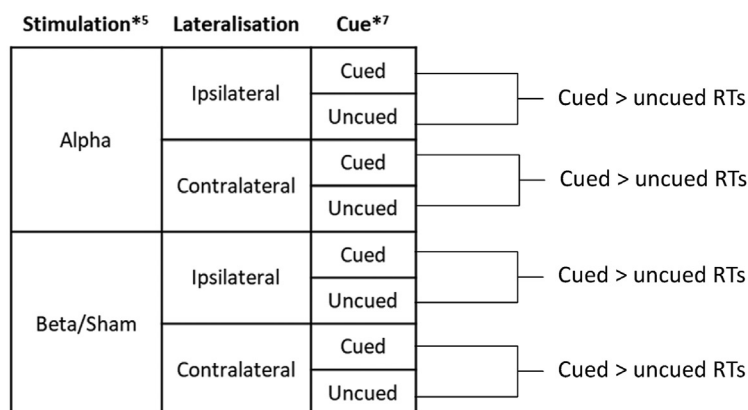 Stimulation*5 Lateralisation Cue*7
Alpha
Ipsilateral
Cued
Uncued
Cued > uncued RTs
Contralateral
Cued
Uncued
Cued > uncued RTs
Beta/Sham
Ipsilateral
Cued
Uncued
Cued > uncued RTs
Contralateral
Cued
Uncued
Cued > uncued RTs